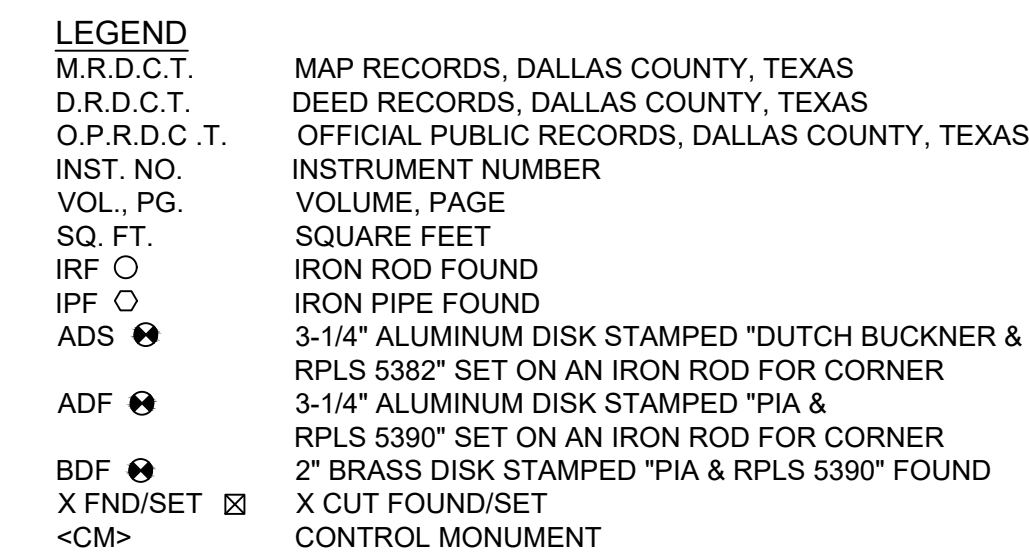 LEGEND
M.R.D.C.T. MAP RECORDS, DALLAS COUNTY, TEXAS
D.R.D.C.T. DEED RECORDS, DALLAS COUNTY, TEXAS
O.P.R.D.C .T. OFFICIAL PUBLIC RECORDS, DALLAS COUNTY, TEXAS
INST. NO. INSTRUMENT NUMBER
VOL., PG. VOLUME, PAGE
SQ. FT. SQUARE FEET
IRF IRON ROD FOUND
IPF IRON PIPE FOUND
ADS 3-1/4" ALUMINUM DISK STAMPED "DUTCH BUCKNER &
RPLS 5382" SET ON AN IRON ROD FOR CORNER
ADF 3-1/4" ALUMINUM DISK STAMPED "PIA &
RPLS 5390" SET ON AN IRON ROD FOR CORNER
BDF 2" BRASS DISK STAMPED "PIA & RPLS 5390" FOUND
X FND/SET X CUT FOUND/SET
<CM> CONTROL MONUMENT